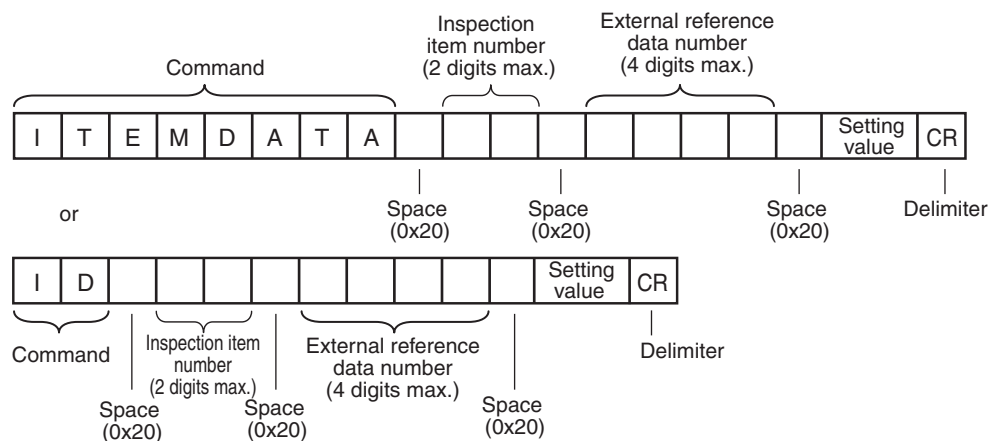 Command
Inspection
item number
(2 digits max.)
External reference
data number
(4 digits max.)
I T E M D A T A Setting value CR
Space
(0x20)
Space
(0x20)
Space
(0x20)
Delimiter
or
I D Setting value CR
Command
Space
(0x20)
Inspection item
number
(2 digits max.)
Space
(0x20)
External reference
data number
(4 digits max.)
Space
(0x20)
Delimiter